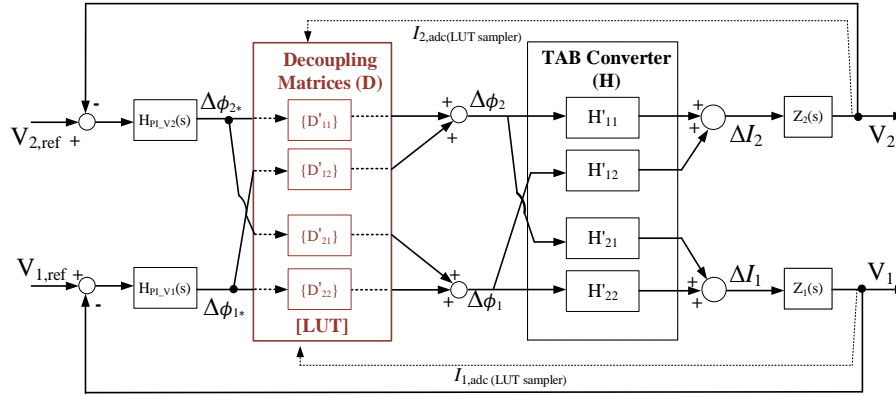 I2,adc(LUT sampler)
Decoupling
Matrices (D)
TAB Converter
(H)
-
V2,ref
+
HPI_V2(s)
Δϕ2*
{D'11}
+
+
Δϕ2
H'11
+
+
ΔI2
Z2(s)
V2
{D'12}
H'12
{D'21}
H'21
V1,ref
+
-
HPI_V1(s)
Δϕ1*
{D'22}
+
+
Δϕ1
H'22
+
+
ΔI1
Z1(s)
V1
[LUT]
I1,adc (LUT sampler)